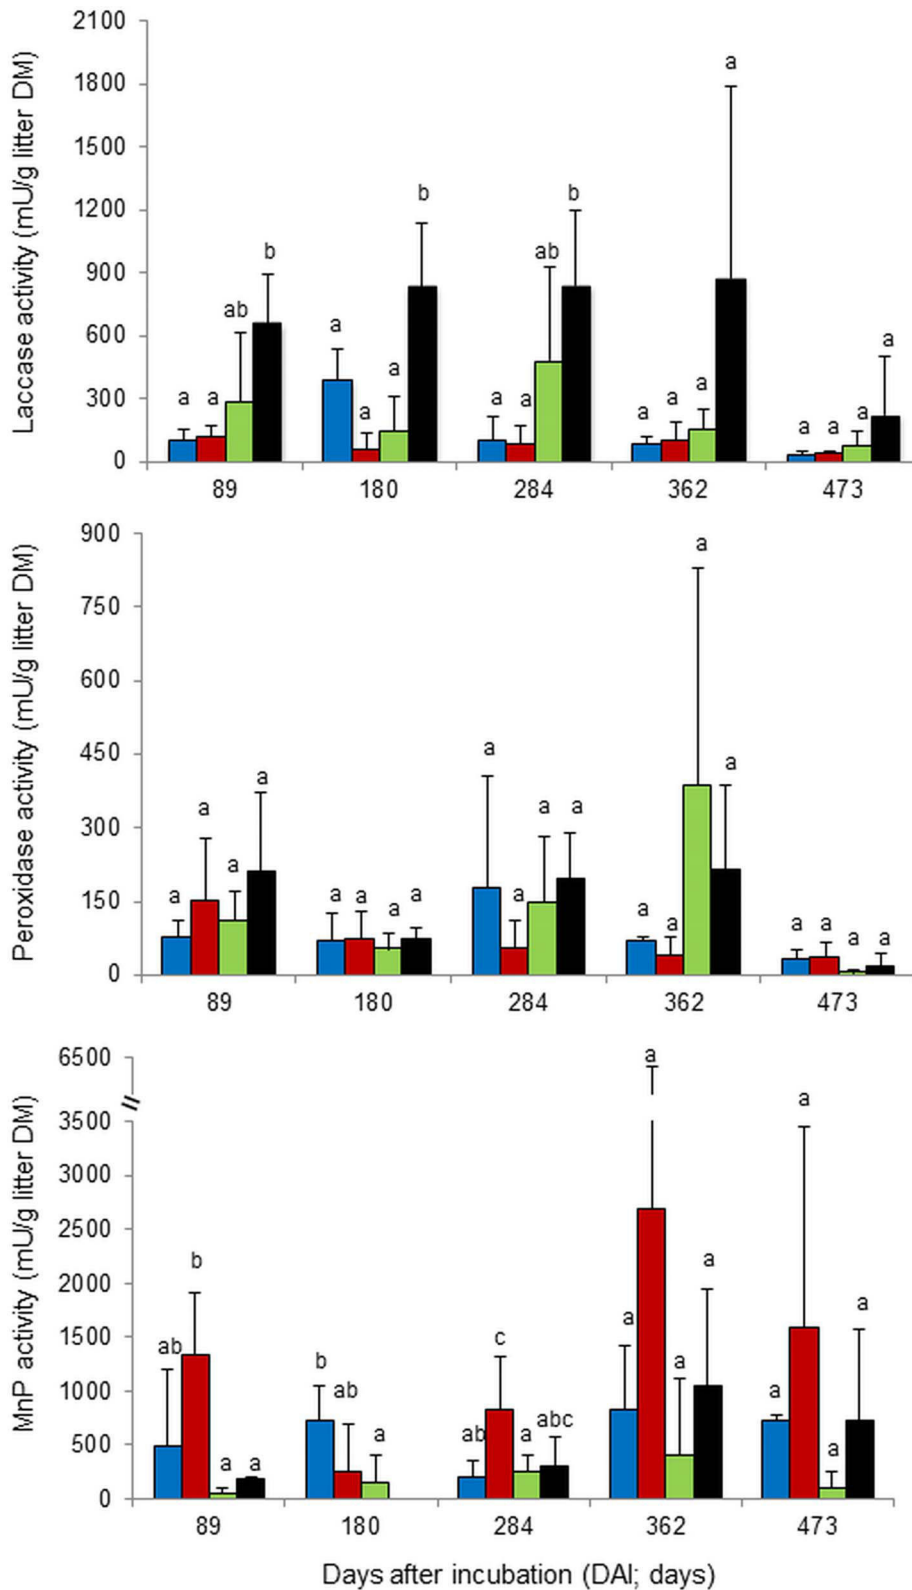 Laccase activity (mU/g litter DM)
2100
1800
1500
1200
900
600
300
0
a a ab b
a a a b
a a ab b
a a a a
a a a a
89 180 284 362 473
Peroxidase activity (mU/g litter DM)
900
750
600
450
300
150
0
a a a a
a a a a
a a a a
a a a a
a a a a
89 180 284 362 473
MnP activity (mU/g litter DM)
6500
3500
3000
2500
2000
1500
1000
500
0
ab b a a
b ab a
ab c a abc
a a a a
a a a a
89 180 284 362 473
Days after incubation (DAI; days)